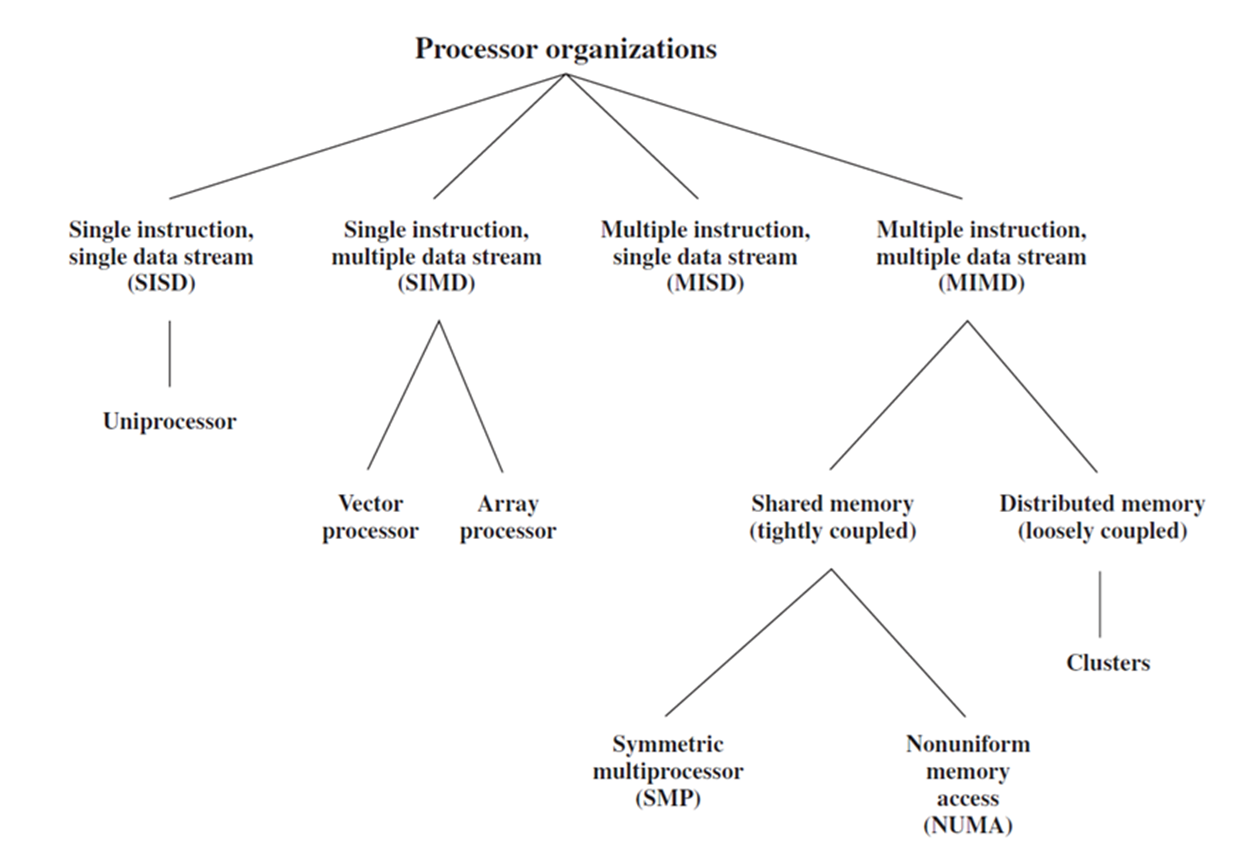 Processor organizations
Single instruction,
single data stream
(SISD)
Single instruction,
multiple data stream
(SIMD)
Multiple instruction,
single data stream
(MISD)
Multiple instruction,
multiple data stream
(MIMD)
Uniprocessor
Vector
processor
Array
processor
Shared memory
(tightly coupled)
Distributed memory
(loosely coupled)
Clusters
Symmetric
multiprocessor
(SMP)
Nonuniform
memory
access
(NUMA)